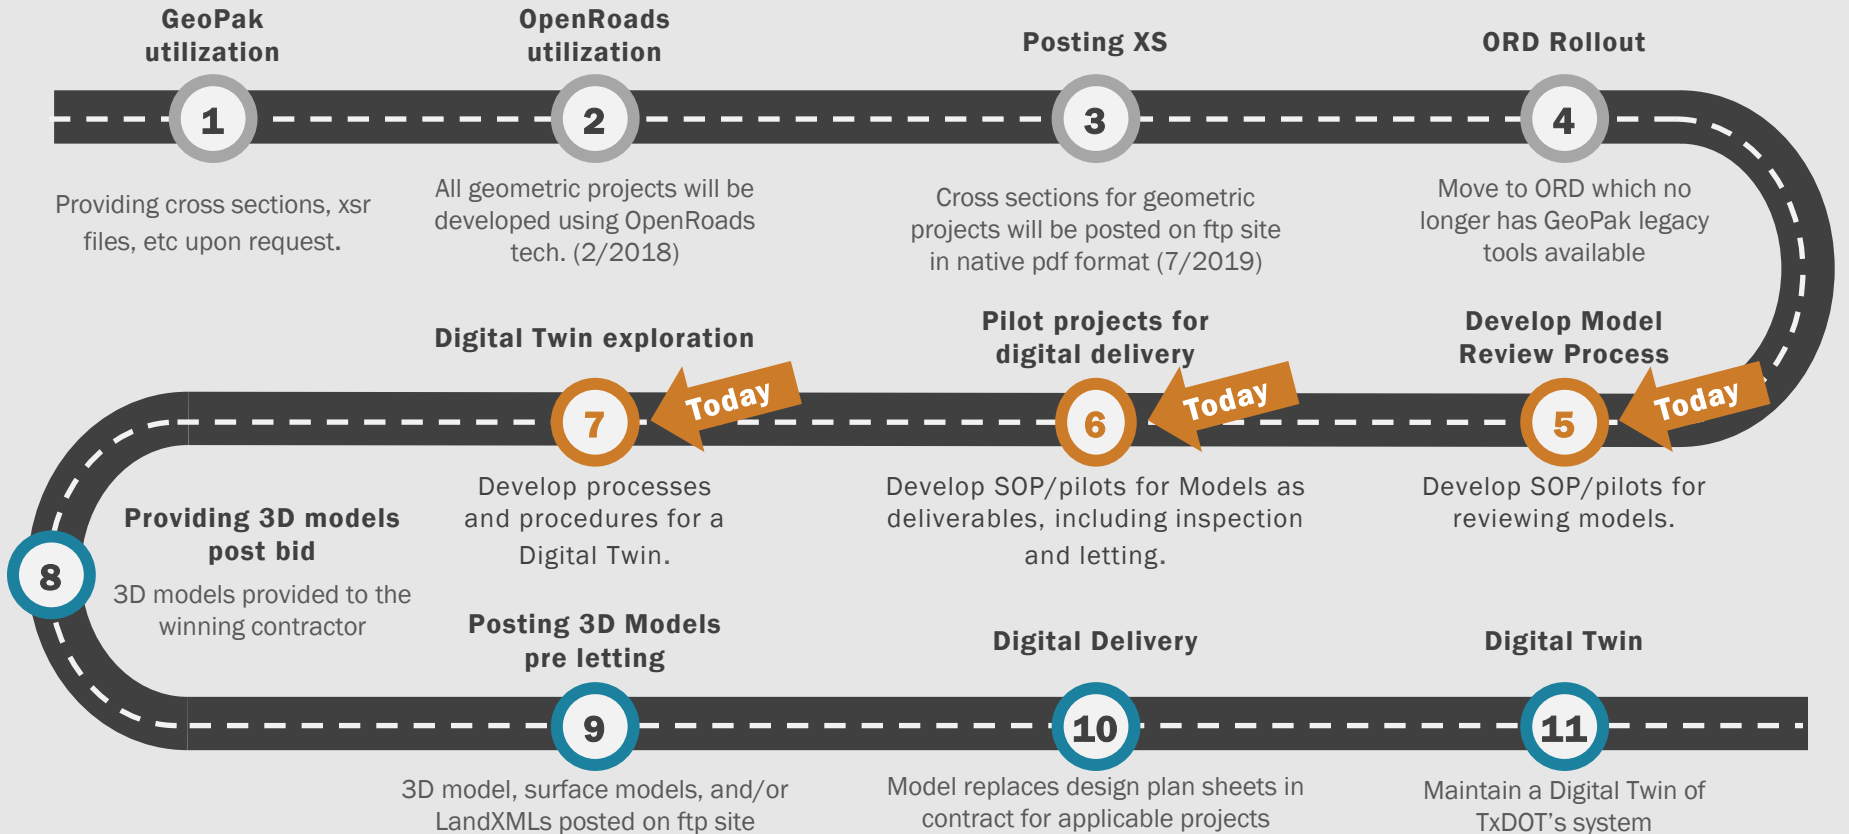 GeoPak
utilization
1
Providing cross sections, xsr
files, etc upon request.
OpenRoads
utilization
2
All geometric projects will be
developed using OpenRoads
tech. (2/2018)
Posting XS
3
Cross sections for geometric
projects will be posted on ftp site
in native pdf format (7/2019)
ORD Rollout
4
Move to ORD which no
longer has GeoPak legacy
tools available
Develop Model
Review Process
5
Today
Develop SOP/pilots for
reviewing models.
Pilot projects for
digital delivery
6
Today
Develop SOP/pilots for Models as
deliverables, including inspection
and letting.
Digital Twin exploration
7
Today
Develop processes
and procedures for a
Digital Twin.
8
Providing 3D models
post bid
3D models provided to the
winning contractor
Posting 3D Models
pre letting
9
3D model, surface models, and/or
LandXMLs posted on ftp site
Digital Delivery
10
Model replaces design plan sheets in
contract for applicable projects
Digital Twin
11
Maintain a Digital Twin of
TxDOT's system